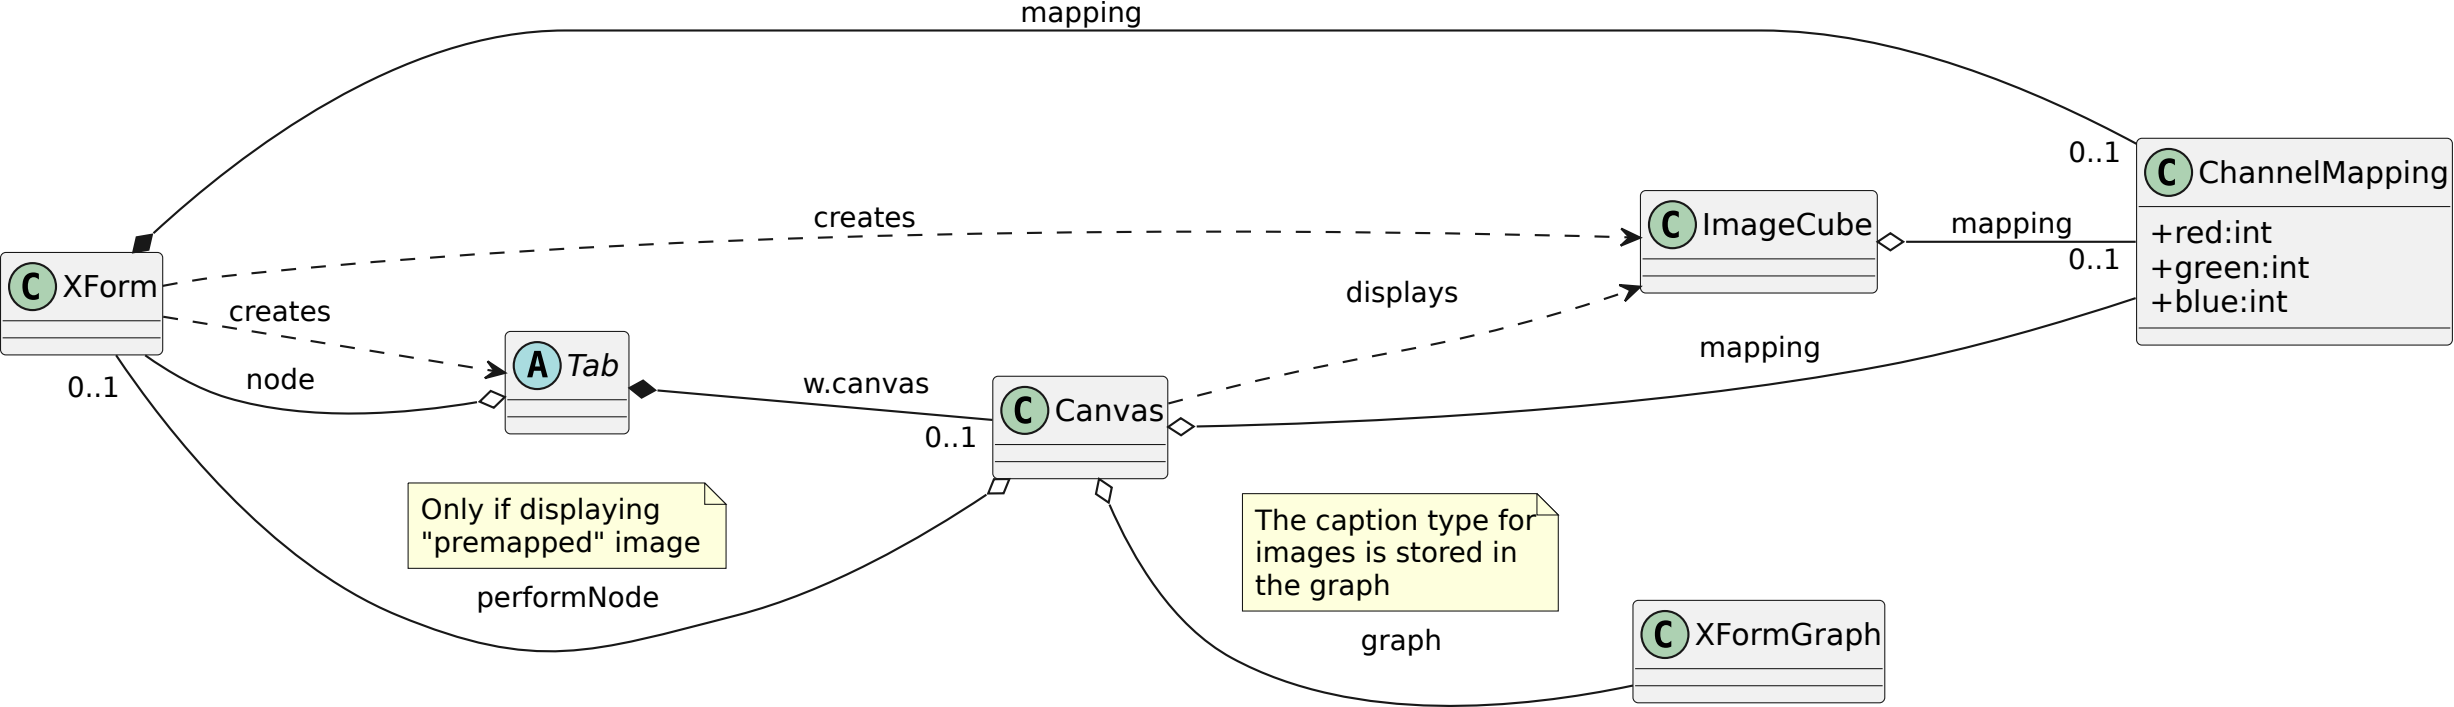 mapping
0..1
C ChannelMapping
+red:int
+green:int
+blue:int
creates
C ImageCube
mapping
0..1
C XForm
creates
displays
mapping
A Tab
node
0..1
w.canvas
0..1
C Canvas
Only if displaying
"premapped" image
performNode
The caption type for
images is stored in
the graph
graph
C XFormGraph